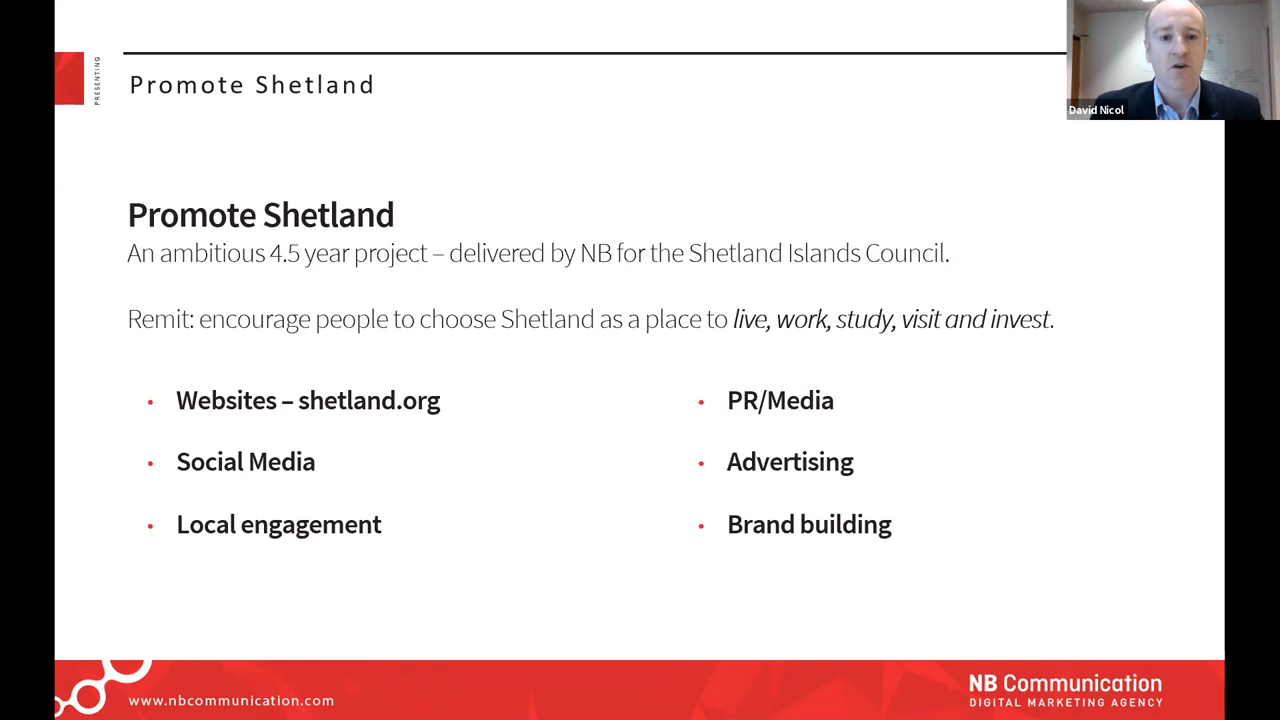 PRESENTING
Promote Shetland
David Nicol
Promote Shetland
An ambitious 4.5 year project – delivered by NB for the Shetland Islands Council.
Remit: encourage people to choose Shetland as a place to live, work, study, visit and invest.
• Websites – shetland.org
• Social Media
• Local engagement
• PR/Media
• Advertising
• Brand building
www.nbcommunication.com
NB Communication
DIGITAL MARKETING AGENCY